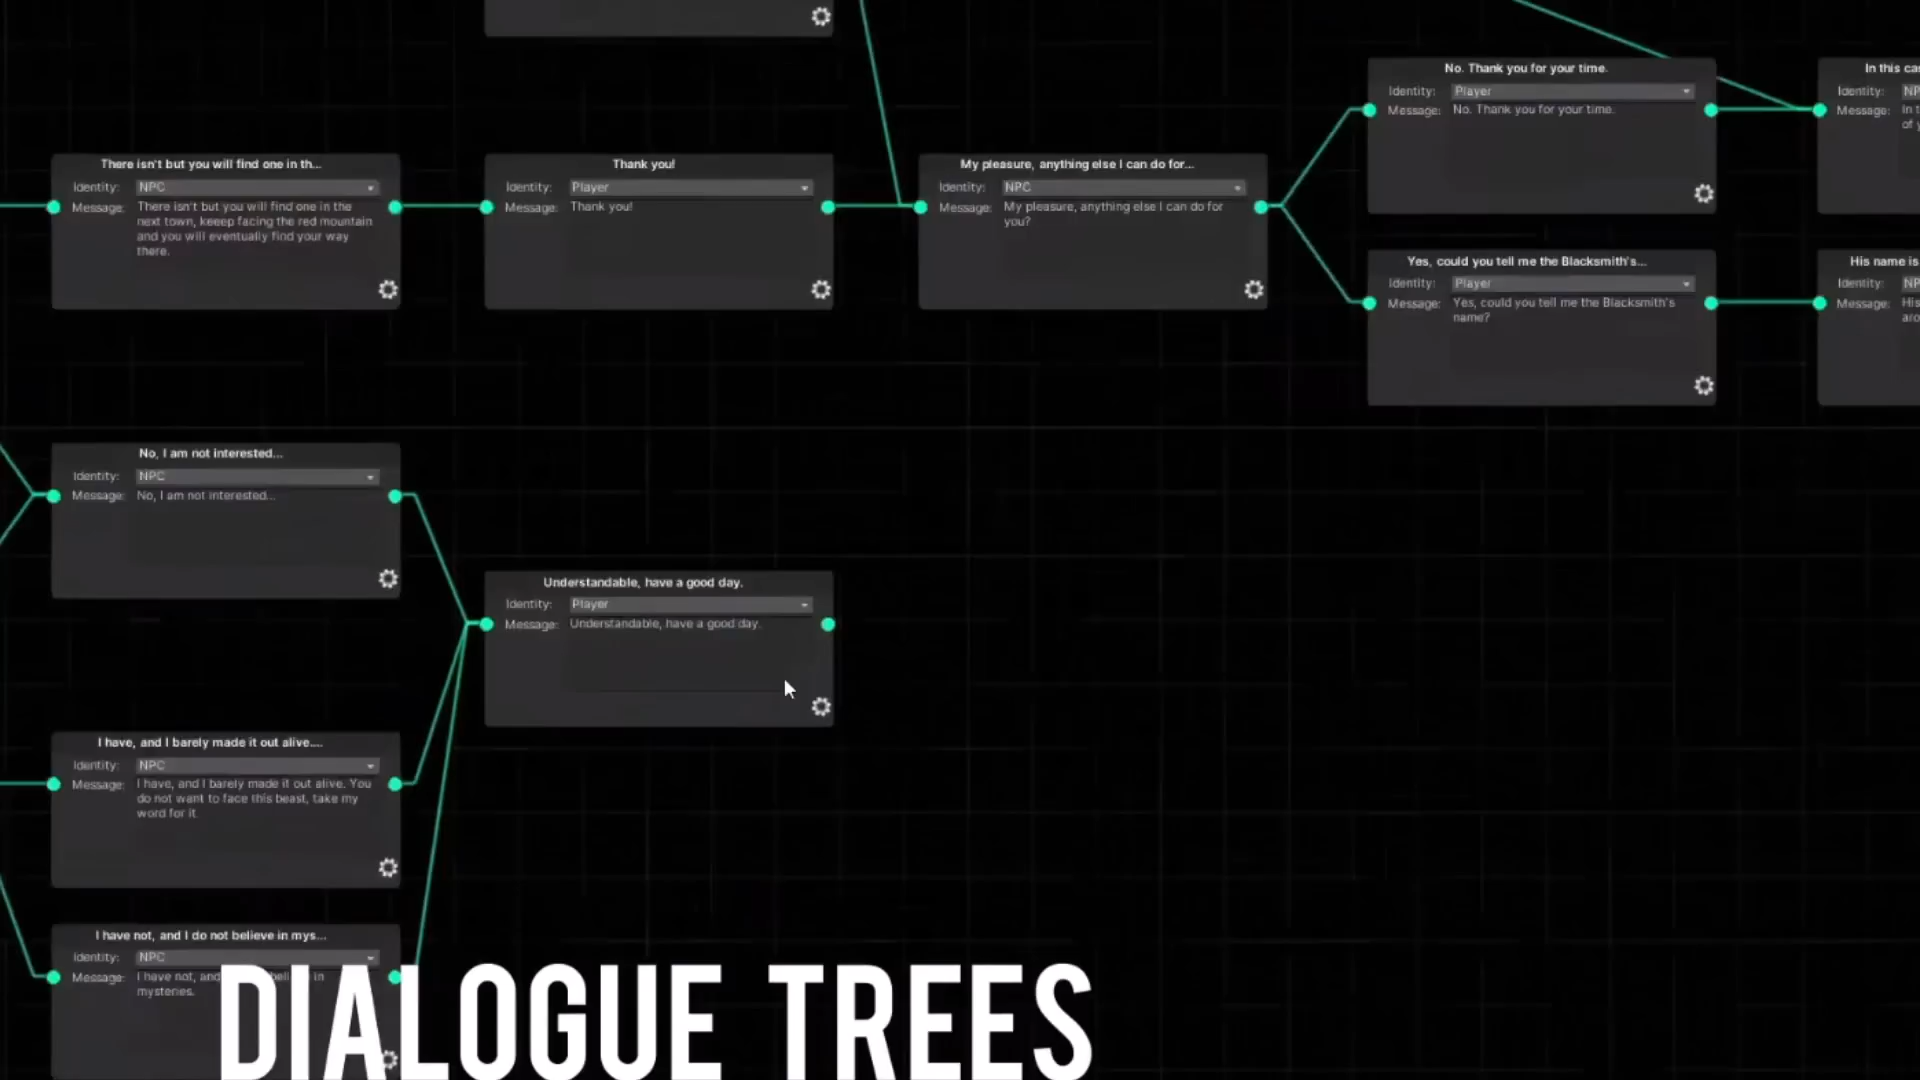 There isn't but you will find one in th...
Identity: NPC
Message: There isn't but you will find one in the
next town, keeep facing the red mountain
and you will eventually find your way
there.
Thank you!
Identity: Player
Message: Thank you!
My pleasure, anything else I can do for...
Identity: NPC
Message: My pleasure, anything else I can do for
you?
No. Thank you for your time.
Identity: Player
Message: No. Thank you for your time.
In this
Identity:
Message: In
of
Yes, could you tell me the Blacksmith's...
Identity: Player
Message: Yes, could you tell me the Blacksmith's
name?
His name is
Identity:
Message: His
No, I am not interested...
Identity: NPC
Message: No, I am not interested...
Understandable, have a good day.
Identity: Player
Message: Understandable, have a good day.
I have, and I barely made it out alive....
Identity: NPC
Message: I have, and I barely made it out alive. You
do not want to face this beast, take my
word for it.
I have not, and I do not believe in mys...
Identity: NPC
Message: I have not, and in
mysteries.
DIALOGUE TREES